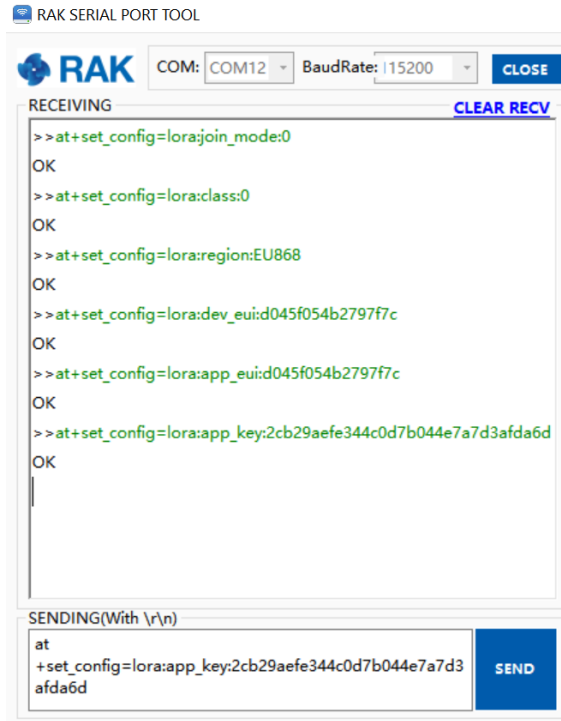 RAK SERIAL PORT TOOL
RAK COM: COM12 BaudRate: 115200 CLOSE
RECEIVING CLEAR RECV
>>at+set_config=lora:join_mode:0
OK
>>at+set_config=lora:class:0
OK
>>at+set_config=lora:region:EU868
OK
>>at+set_config=lora:dev_eui:d045f054b2797f7c
OK
>>at+set_config=lora:app_eui:d045f054b2797f7c
OK
>>at+set_config=lora:app_key:2cb29aefe344c0d7b044e7a7d3afda6d
OK
SENDING(With \r\n)
at
+set_config=lora:app_key:2cb29aefe344c0d7b044e7a7d3
afda6d
SEND